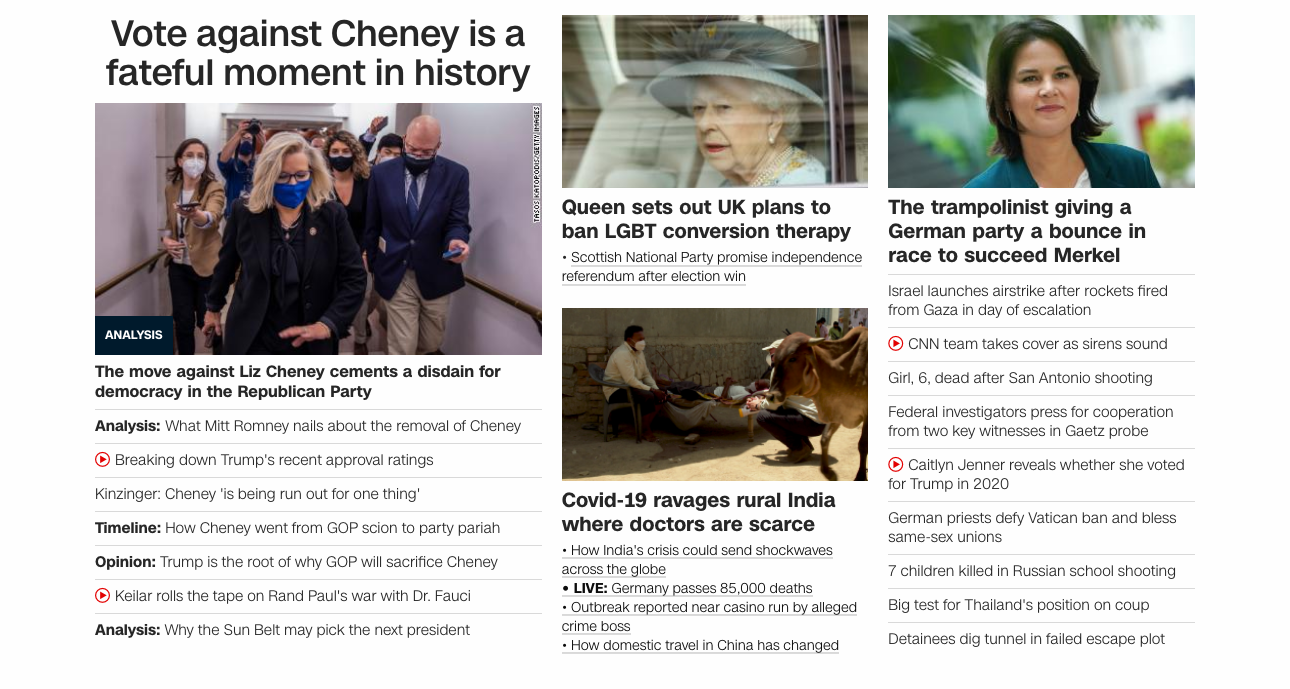 Vote against Cheney is a
fateful moment in history
TASOS KATOPODIS/GETTY IMAGES
ANALYSIS
The move against Liz Cheney cements a disdain for
democracy in the Republican Party
Analysis: What Mitt Romney nails about the removal of Cheney
Breaking down Trump's recent approval ratings
Kinzinger: Cheney 'is being run out for one thing'
Timeline: How Cheney went from GOP scion to party pariah
Opinion: Trump is the root of why GOP will sacrifice Cheney
Keilar rolls the tape on Rand Paul's war with Dr. Fauci
Analysis: Why the Sun Belt may pick the next president
Queen sets out UK plans to
ban LGBT conversion therapy
• Scottish National Party promise independence
referendum after election win
Covid-19 ravages rural India
where doctors are scarce
• How India's crisis could send shockwaves
across the globe
• LIVE: Germany passes 85,000 deaths
• Outbreak reported near casino run by alleged
crime boss
• How domestic travel in China has changed
The trampolinist giving a
German party a bounce in
race to succeed Merkel
Israel launches airstrike after rockets fired
from Gaza in day of escalation
CNN team takes cover as sirens sound
Girl, 6, dead after San Antonio shooting
Federal investigators press for cooperation
from two key witnesses in Gaetz probe
Caitlyn Jenner reveals whether she voted
for Trump in 2020
German priests defy Vatican ban and bless
same-sex unions
7 children killed in Russian school shooting
Big test for Thailand's position on coup
Detainees dig tunnel in failed escape plot